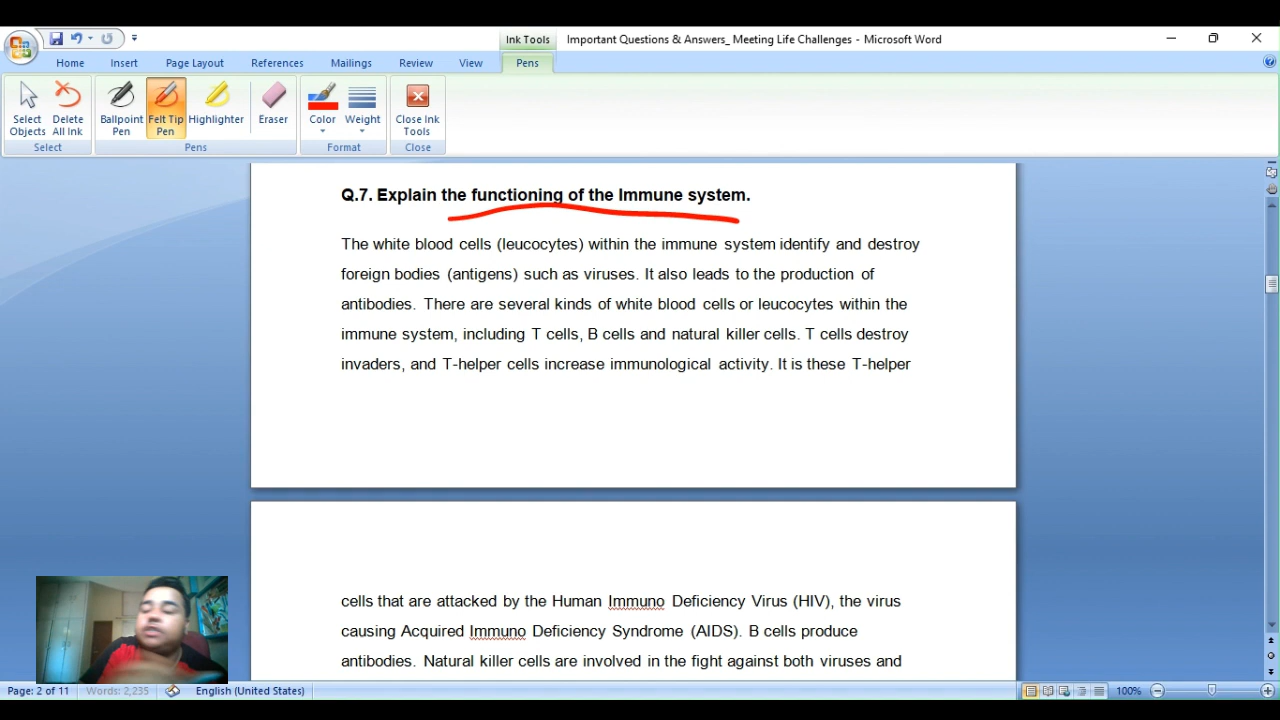 Ink Tools
Important Questions & Answers_ Meeting Life Challenges - Microsoft Word
Home Insert Page Layout References Mailings Review View Pens
Select Objects
Delete All Ink
Ballpoint Pen
Felt Tip Pen
Highlighter
Eraser
Color
Weight
Close Ink Tools
Select Pens Format Close
Q.7. Explain the functioning of the Immune system.
The white blood cells (leucocytes) within the immune system identify and destroy
foreign bodies (antigens) such as viruses. It also leads to the production of
antibodies. There are several kinds of white blood cells or leucocytes within the
immune system, including T cells, B cells and natural killer cells. T cells destroy
invaders, and T-helper cells increase immunological activity. It is these T-helper
cells that are attacked by the Human Immuno Deficiency Virus (HIV), the virus
causing Acquired Immuno Deficiency Syndrome (AIDS). B cells produce
antibodies. Natural killer cells are involved in the fight against both viruses and
Page: 2 of 11 Words: 2,235 English (United States) 100%